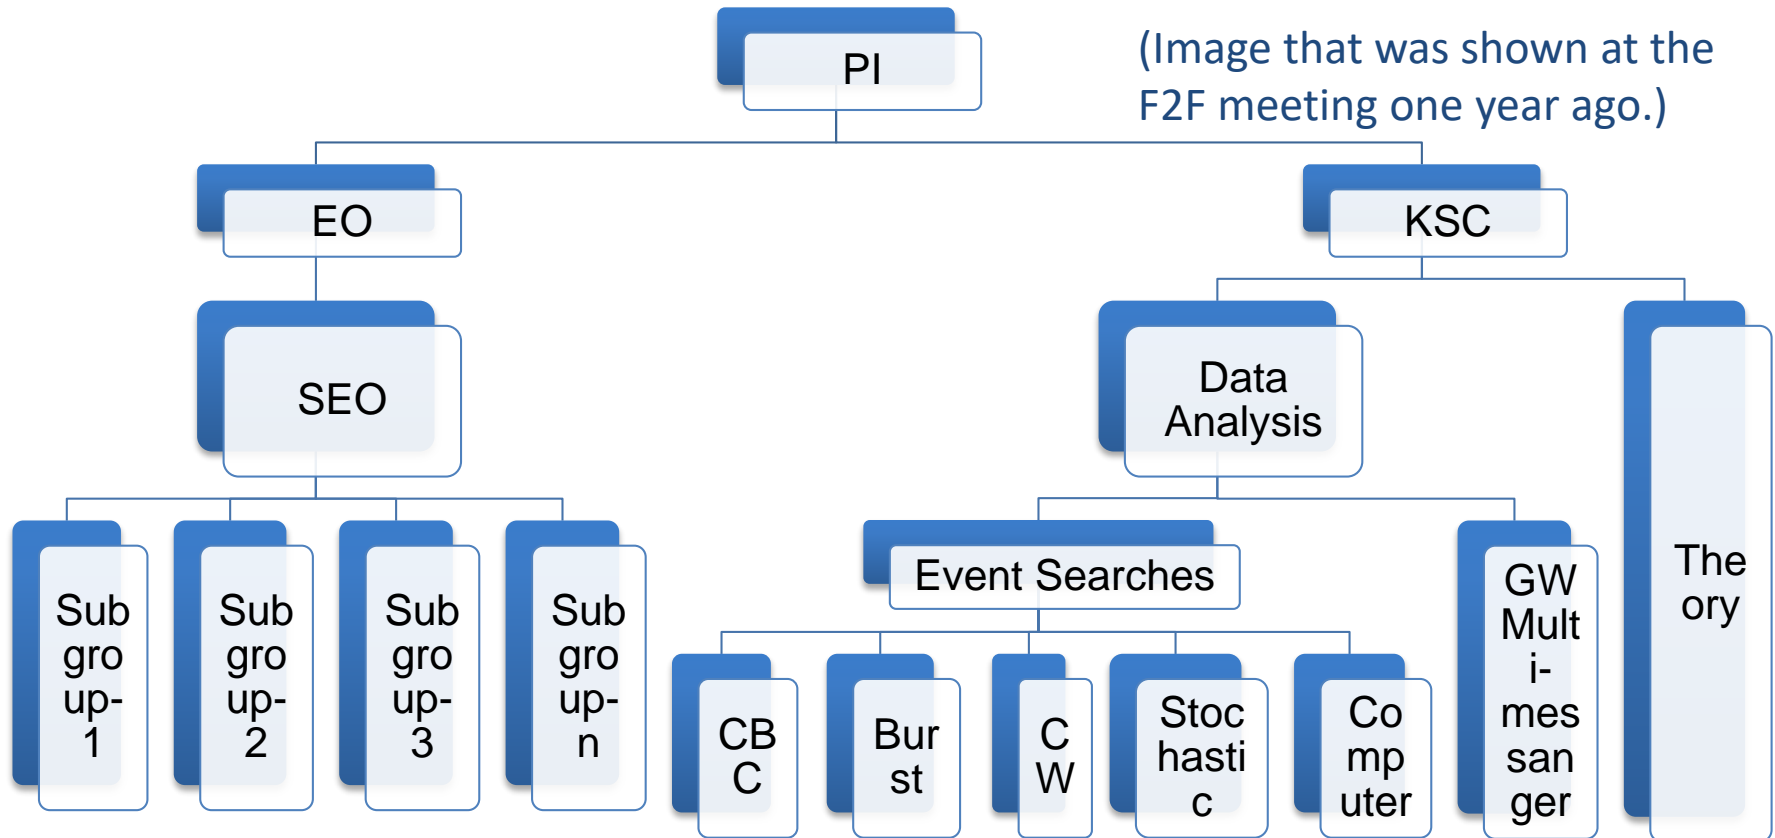 PI
(Image that was shown at the
F2F meeting one year ago.)
EO
KSC
SEO
Data
Analysis
The
ory
Sub
gro
up-
1
Sub
gro
up-
2
Sub
gro
up-
3
Sub
gro
up-
n
Event Searches
GW
Mult
i-
mes
san
ger
CB
C
Bur
st
C
W
Stoc
hasti
c
Co
mp
uter